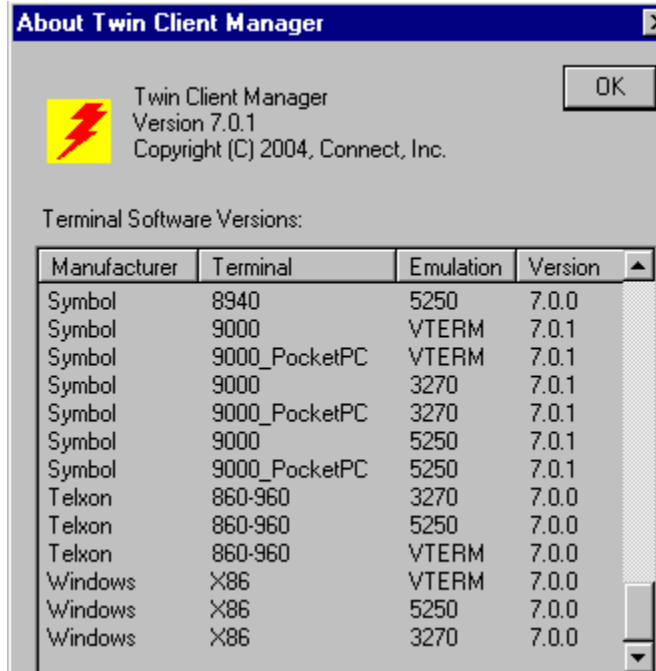 About Twin Client Manager
OK
Twin Client Manager
Version 7.0.1
Copyright (C) 2004, Connect, Inc.
Terminal Software Versions:
Manufacturer Terminal Emulation Version
Symbol 8940 5250 7.0.0
Symbol 9000 VTERM 7.0.1
Symbol 9000_PocketPC VTERM 7.0.1
Symbol 9000 3270 7.0.1
Symbol 9000_PocketPC 3270 7.0.1
Symbol 9000 5250 7.0.1
Symbol 9000_PocketPC 5250 7.0.1
Telxon 860-960 3270 7.0.0
Telxon 860-960 5250 7.0.0
Telxon 860-960 VTERM 7.0.0
Windows X86 VTERM 7.0.0
Windows X86 5250 7.0.0
Windows X86 3270 7.0.0